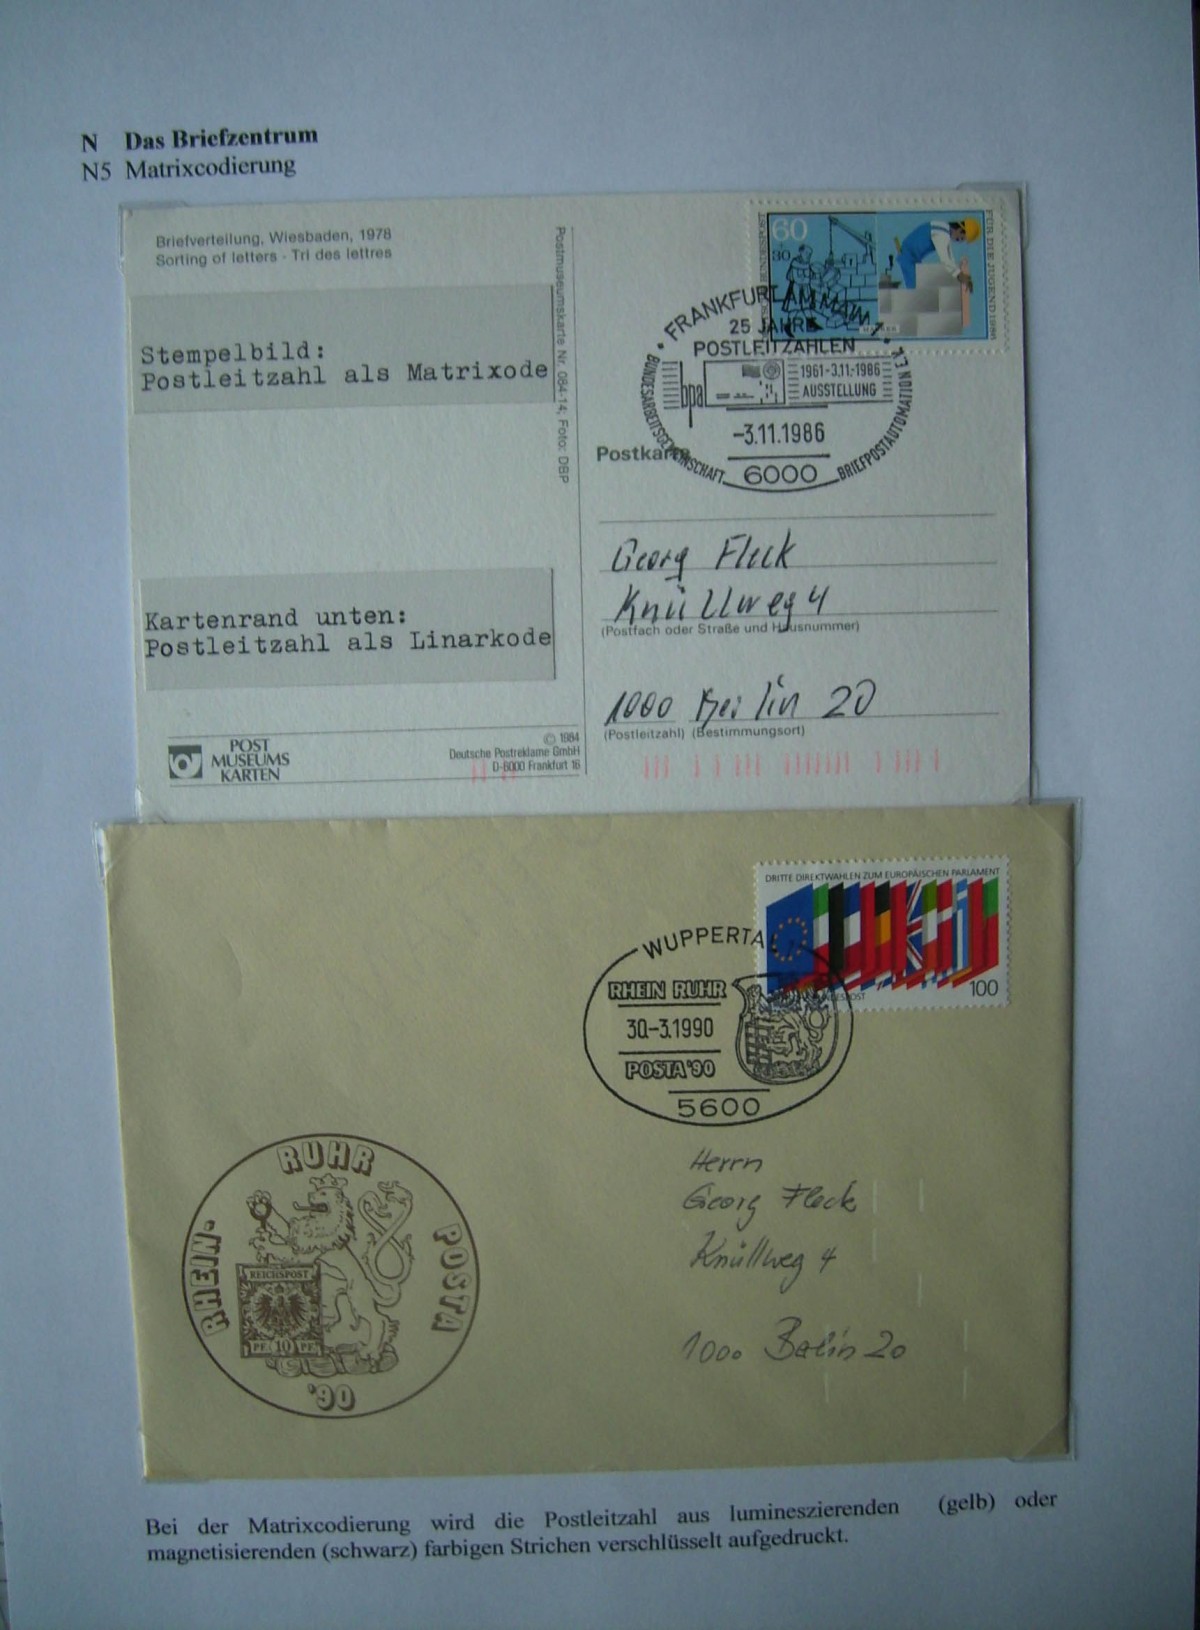 N Das Briefzentrum
N5 Matrixcodierung
Briefverteilung, Wiesbaden, 1978
Sorting of letters - Tri des lettres
Stempelbild:
Postleitzahl als Matrixode
Kartenrand unten:
Postleitzahl als Linarkode
POST
MUSEUMS
KARTEN
© 1984
Deutsche Postreklame GmbH
D-6000 Frankfurt 16
Postmuseumskarte Nr. 084-14; Foto: DBP
60
30
FÜR DIE JUGEND 1986
FRANKFURT AM MAIN 1
25 JAHRE
POSTLEITZAHLEN
bpa
1961-3.11.-1986
AUSSTELLUNG
-3.11.1986
6000
BUNDESARBEITSGEMEINSCHAFT
BRIEFPOSTAUTOMATION E.V.
Postkarte
Georg Fleck
Knüllweg 4
(Postfach oder Straße und Hausnummer)
1000 Berlin 20
(Postleitzahl) (Bestimmungsort)
DRITTE DIREKTWAHLEN ZUM EUROPÄISCHEN PARLAMENT
100
WUPPERTAL
RHEIN RUHR
30.-3.1990
POSTA'90
5600
RHEIN-
RUHR
POSTA
'90
REICHSPOST
PF. 10 PF.
Herrn
Georg Fleck
Knüllweg 4
1000 Berlin 20
Bei der Matrixcodierung wird die Postleitzahl aus lumineszierenden (gelb) oder
magnetisierenden (schwarz) farbigen Strichen verschlüsselt aufgedruckt.